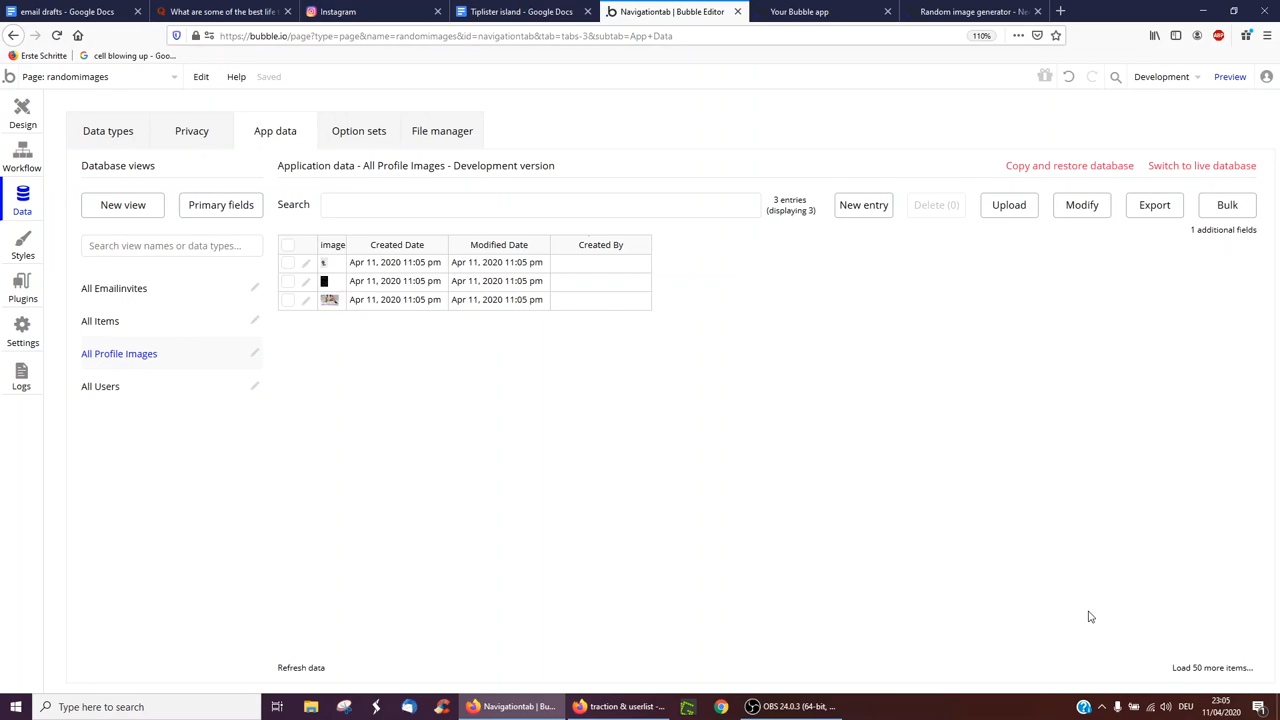 email drafts - Google Docs
What are some of the best life
Instagram
Tiplister island - Google Docs
Navigationtab | Bubble Editor
Your Bubble app
Random image generator - Ne
https://bubble.io/page?type=page&name=randomimages&id=navigationtab&tab=tabs-3&subtab=App+Data
110%
Erste Schritte
cell blowing up - Goo...
Page: randomimages
Edit
Help
Saved
Development
Preview
Design
Workflow
Data
Styles
Plugins
Settings
Logs
Data types
Privacy
App data
Option sets
File manager
Database views
Application data - All Profile Images - Development version
Copy and restore database
Switch to live database
New view
Primary fields
Search
3 entries
(displaying 3)
New entry
Delete (0)
Upload
Modify
Export
Bulk
1 additional fields
Search view names or data types...
image
Created Date
Modified Date
Created By
Apr 11, 2020 11:05 pm
Apr 11, 2020 11:05 pm
Apr 11, 2020 11:05 pm
Apr 11, 2020 11:05 pm
Apr 11, 2020 11:05 pm
Apr 11, 2020 11:05 pm
All Emailinvites
All Items
All Profile Images
All Users
Refresh data
Load 50 more items...
Type here to search
Navigationtab | Bu...
traction & userlist -...
OBS 24.0.3 (64-bit, ...
DEU
23:05
11/04/2020